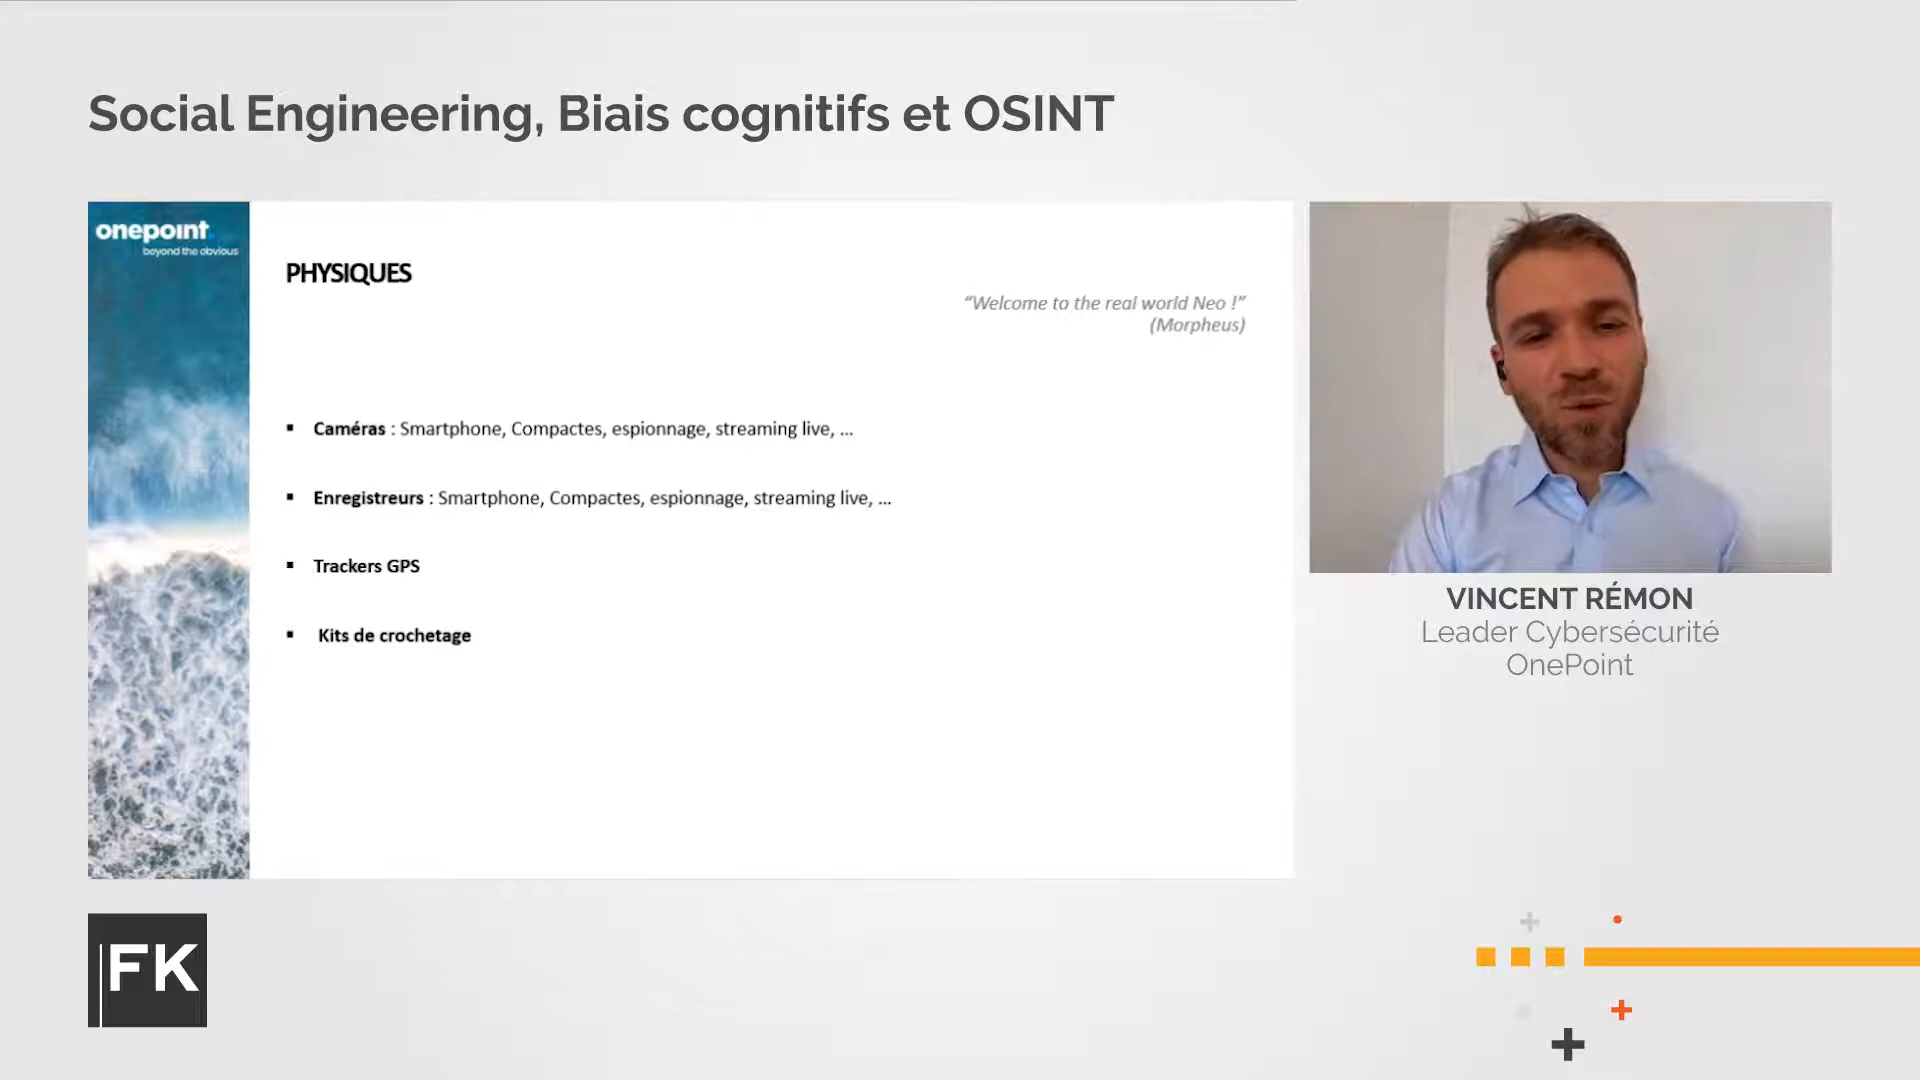 Social Engineering, Biais cognitifs et OSINT
onepoint.
beyond the obvious
PHYSIQUES
“Welcome to the real world Neo !”
(Morpheus)
▪ Caméras : Smartphone, Compactes, espionnage, streaming live, ...
▪ Enregistreurs : Smartphone, Compactes, espionnage, streaming live, ...
▪ Trackers GPS
▪ Kits de crochetage
VINCENT RÉMON
Leader Cybersécurité
OnePoint
FK